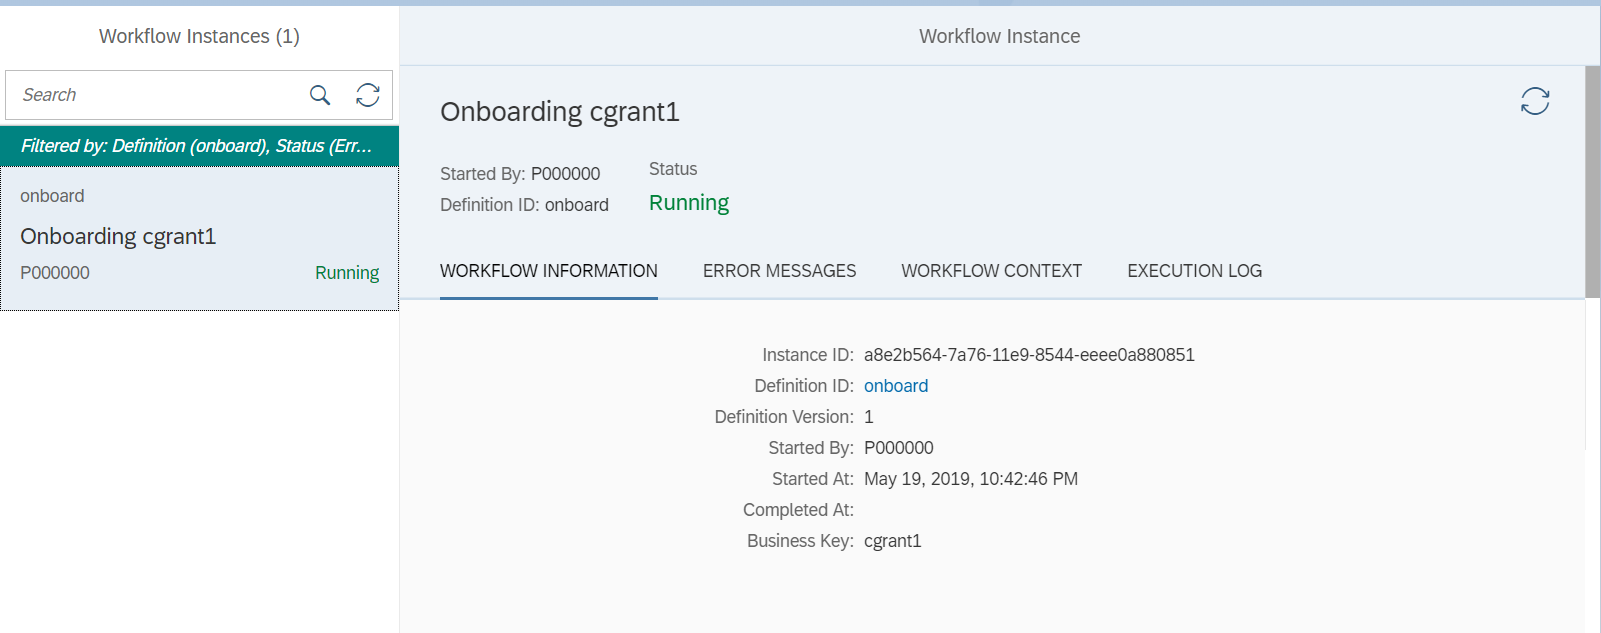 Workflow Instances (1)
Search
Filtered by: Definition (onboard), Status (Err...
onboard
Onboarding cgrant1
P000000 Running
Workflow Instance
Onboarding cgrant1
Started By: P000000
Definition ID: onboard
Status
Running
WORKFLOW INFORMATION ERROR MESSAGES WORKFLOW CONTEXT EXECUTION LOG
Instance ID: a8e2b564-7a76-11e9-8544-eeee0a880851
Definition ID: onboard
Definition Version: 1
Started By: P000000
Started At: May 19, 2019, 10:42:46 PM
Completed At:
Business Key: cgrant1